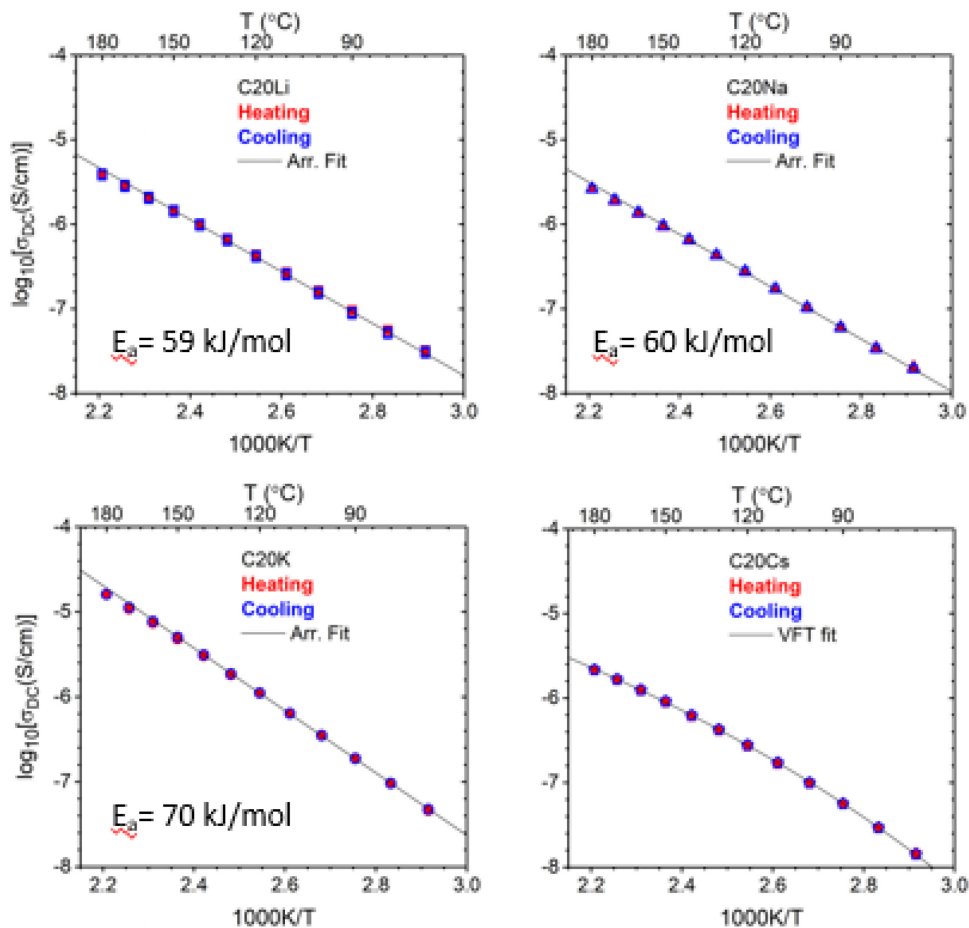 T (°C)
180 150 120 90
-4
-5
-6
-7
-8
log10[σDC(S/cm)]
C20Li
Heating
Cooling
Arr. Fit
Ea= 59 kJ/mol
2.2 2.4 2.6 2.8 3.0
1000K/T
T (°C)
180 150 120 90
-4
-5
-6
-7
-8
C20Na
Heating
Cooling
Arr. Fit
Ea= 60 kJ/mol
2.2 2.4 2.6 2.8 3.0
1000K/T
T (°C)
180 150 120 90
-4
-5
-6
-7
-8
log10[σDC(S/cm)]
C20K
Heating
Cooling
Arr. Fit
Ea= 70 kJ/mol
2.2 2.4 2.6 2.8 3.0
1000K/T
T (°C)
180 150 120 90
-4
-5
-6
-7
-8
C20Cs
Heating
Cooling
VFT fit
2.2 2.4 2.6 2.8 3.0
1000K/T